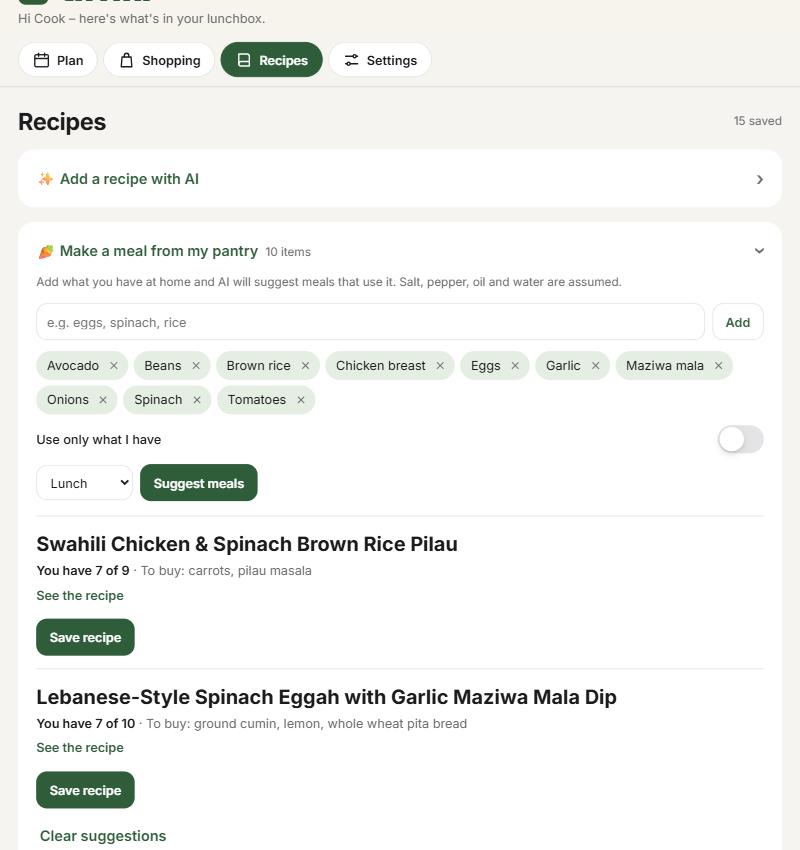 Hi Cook – here's what's in your lunchbox.
Plan
Shopping
Recipes
Settings
Recipes
15 saved
Add a recipe with AI
Make a meal from my pantry 10 items
Add what you have at home and AI will suggest meals that use it. Salt, pepper, oil and water are assumed.
e.g. eggs, spinach, rice
Add
Avocado × Beans × Brown rice × Chicken breast × Eggs × Garlic × Maziwa mala ×
Onions × Spinach × Tomatoes ×
Use only what I have
Lunch
Suggest meals
Swahili Chicken & Spinach Brown Rice Pilau
You have 7 of 9 · To buy: carrots, pilau masala
See the recipe
Save recipe
Lebanese-Style Spinach Eggah with Garlic Maziwa Mala Dip
You have 7 of 10 · To buy: ground cumin, lemon, whole wheat pita bread
See the recipe
Save recipe
Clear suggestions